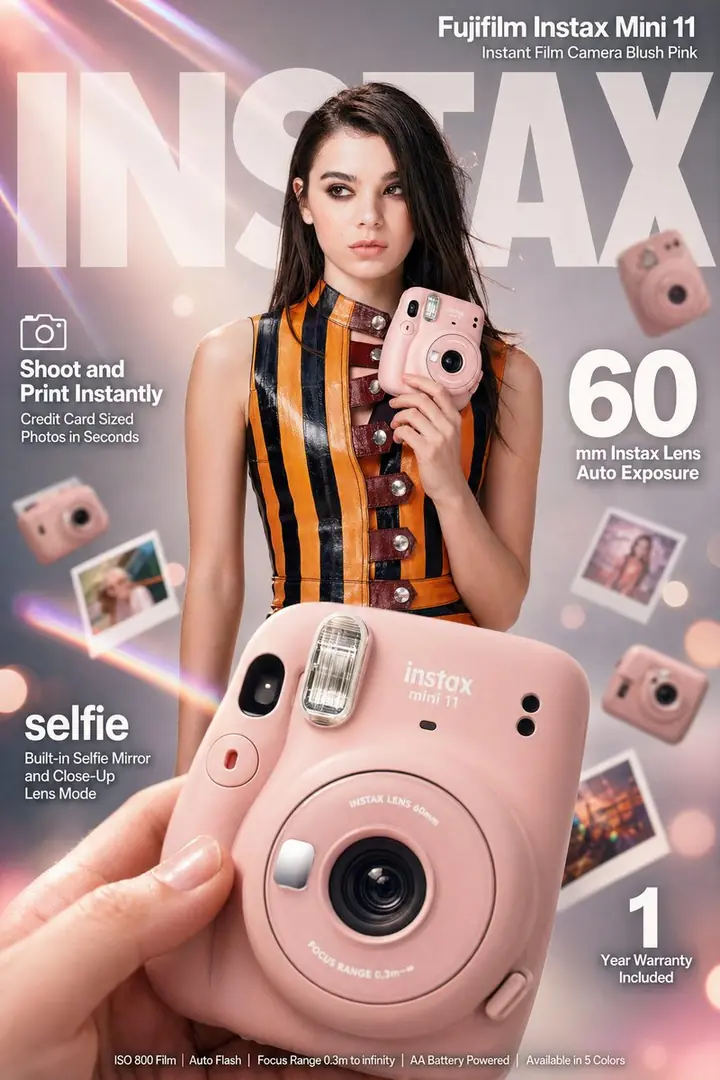 Fujifilm Instax Mini 11
Instant Film Camera Blush Pink
INSTAX
Shoot and
Print Instantly
Credit Card Sized
Photos in Seconds
60
mm Instax Lens
Auto Exposure
instax
mini 11
INSTAX LENS 60mm
FOCUS RANGE 0.3m~∞
selfie
Built-in Selfie Mirror
and Close-Up
Lens Mode
1
Year Warranty
Included
ISO 800 Film | Auto Flash | Focus Range 0.3m to infinity | AA Battery Powered | Available in 5 Colors